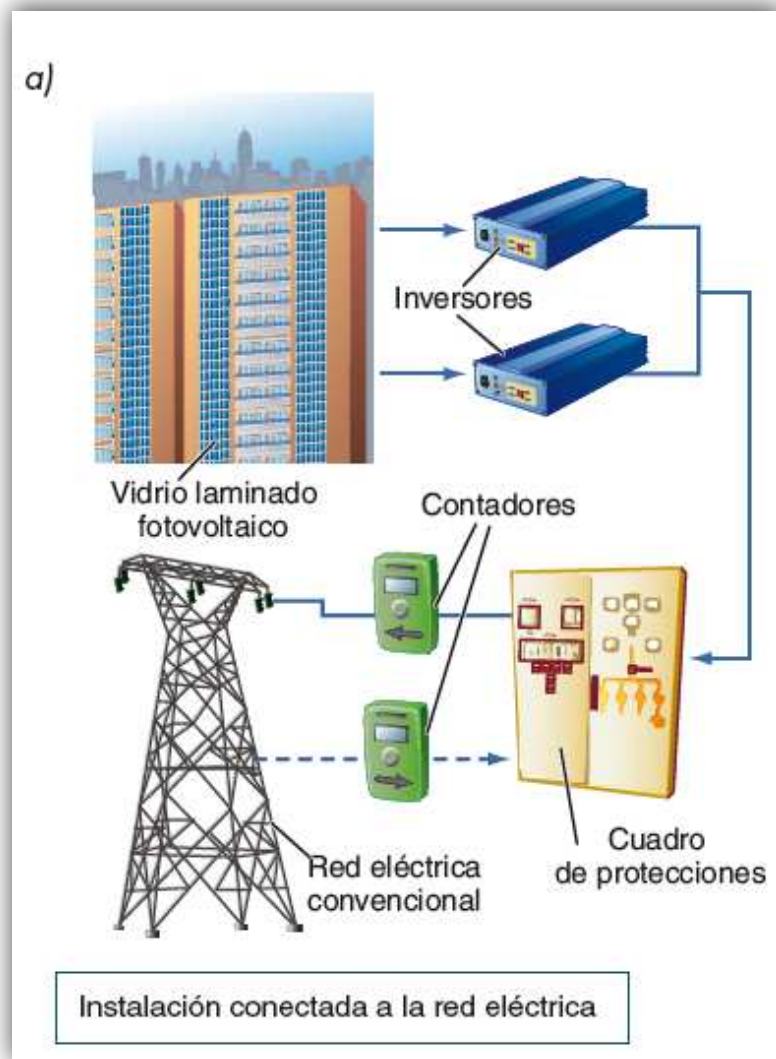 a)
Inversores
Vidrio laminado
fotovoltaico
Contadores
Red eléctrica
convencional
Cuadro
de protecciones
Instalación conectada a la red eléctrica